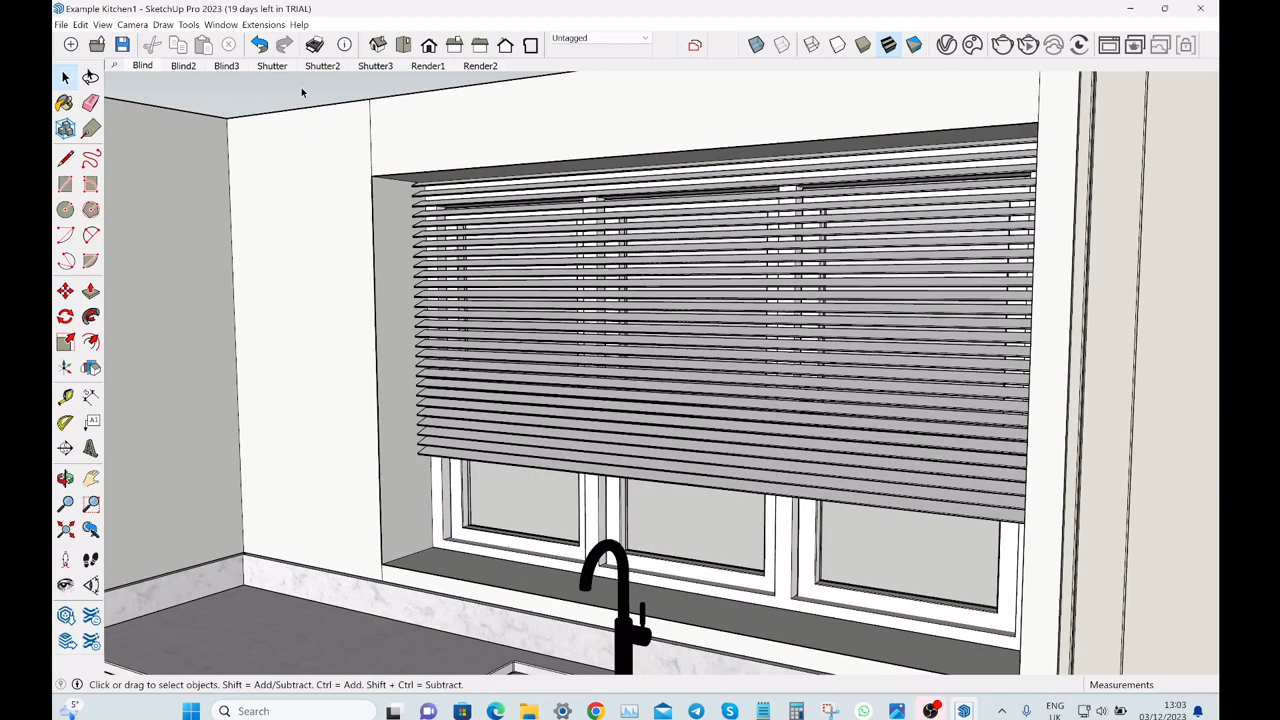 Example Kitchen1 - SketchUp Pro 2023 (19 days left in TRIAL)
File Edit View Camera Draw Tools Window Extensions Help
Untagged
Blind Blind2 Blind3 Shutter Shutter2 Shutter3 Render1 Render2
A1
Click or drag to select objects. Shift = Add/Subtract. Ctrl = Add. Shift + Ctrl = Subtract.
Measurements
5°
Search
ENG
UK
13:03
03/12/2023